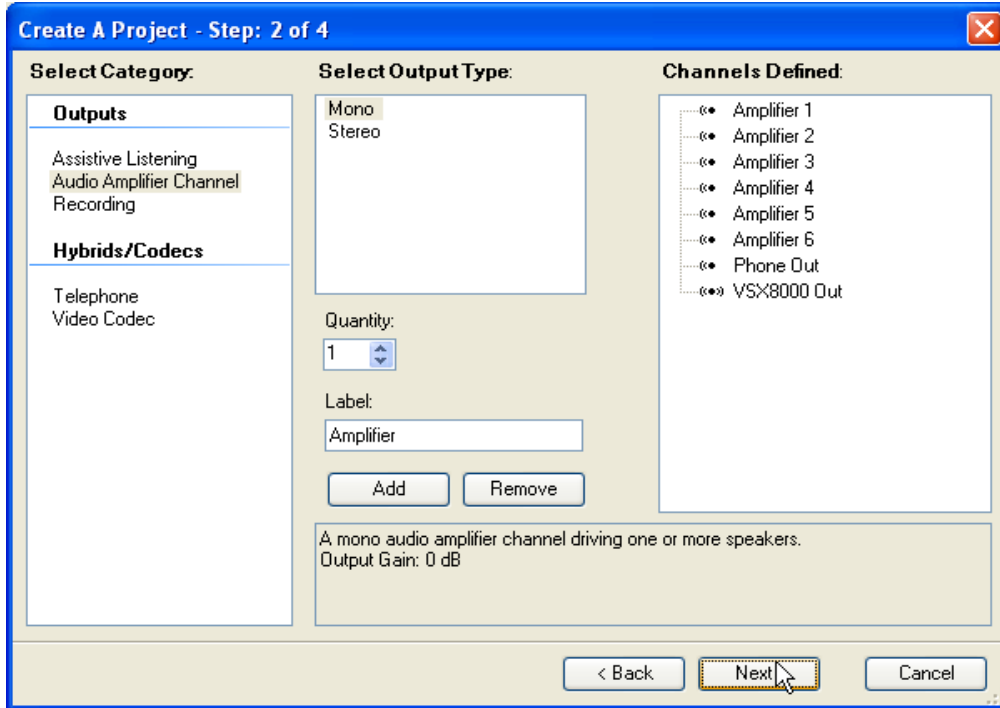 Create A Project - Step: 2 of 4
Select Category:
Outputs
Assistive Listening
Audio Amplifier Channel
Recording
Hybrids/Codecs
Telephone
Video Codec
Select Output Type:
Mono
Stereo
Quantity:
1
Label:
Amplifier
Add
Remove
A mono audio amplifier channel driving one or more speakers.
Output Gain: 0 dB
Channels Defined:
Amplifier 1
Amplifier 2
Amplifier 3
Amplifier 4
Amplifier 5
Amplifier 6
Phone Out
VSX8000 Out
< Back
Next
Cancel